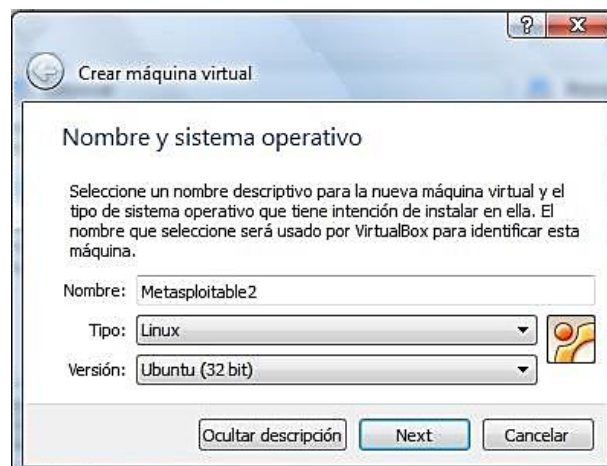 Crear máquina virtual
Nombre y sistema operativo
Seleccione un nombre descriptivo para la nueva máquina virtual y el
tipo de sistema operativo que tiene intención de instalar en ella. El
nombre que seleccione será usado por VirtualBox para identificar esta
máquina.
Nombre: Metasploitable2
Tipo: Linux
Versión: Ubuntu (32 bit)
Ocultar descripción Next Cancelar